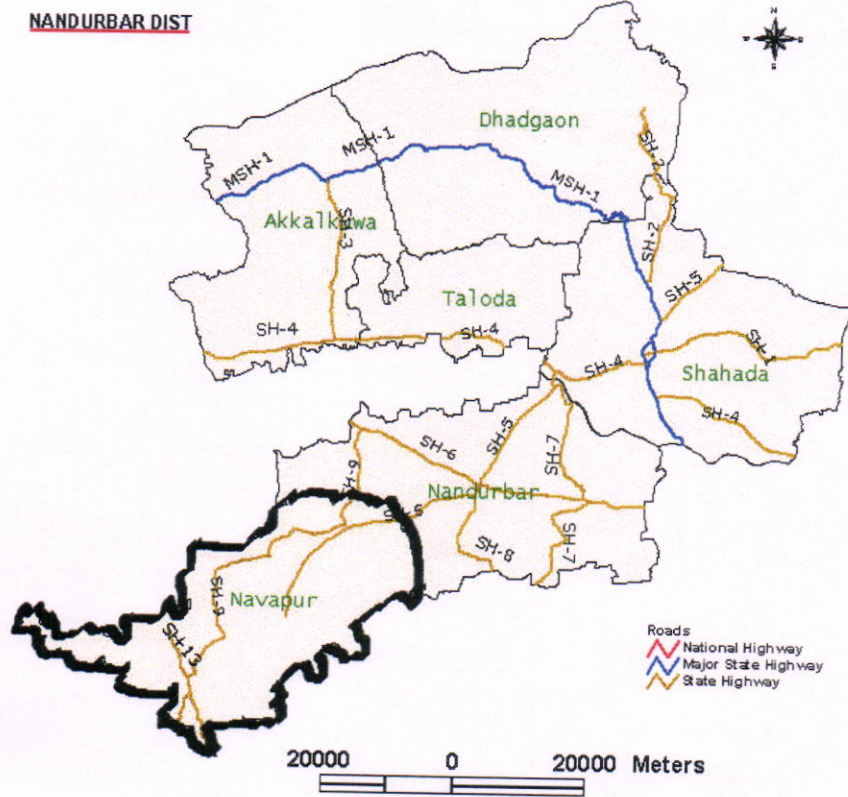 NANDURBAR DIST
N
Dhadgaon
MSH-1
MSH-1
SH-2
MSH-1
Akkalkuwa
SH-3
SH-2
SH-5
Taloda
SH-4
SH-4
SH-4
SH-1
Shahada
SH-4
SH-6
SH-5
SH-7
SH-9
Nandurbar
SH-8
SH-7
SH-9
Navapur
SH-13
Roads
National Highway
Major State Highway
State Highway
20000 0 20000 Meters